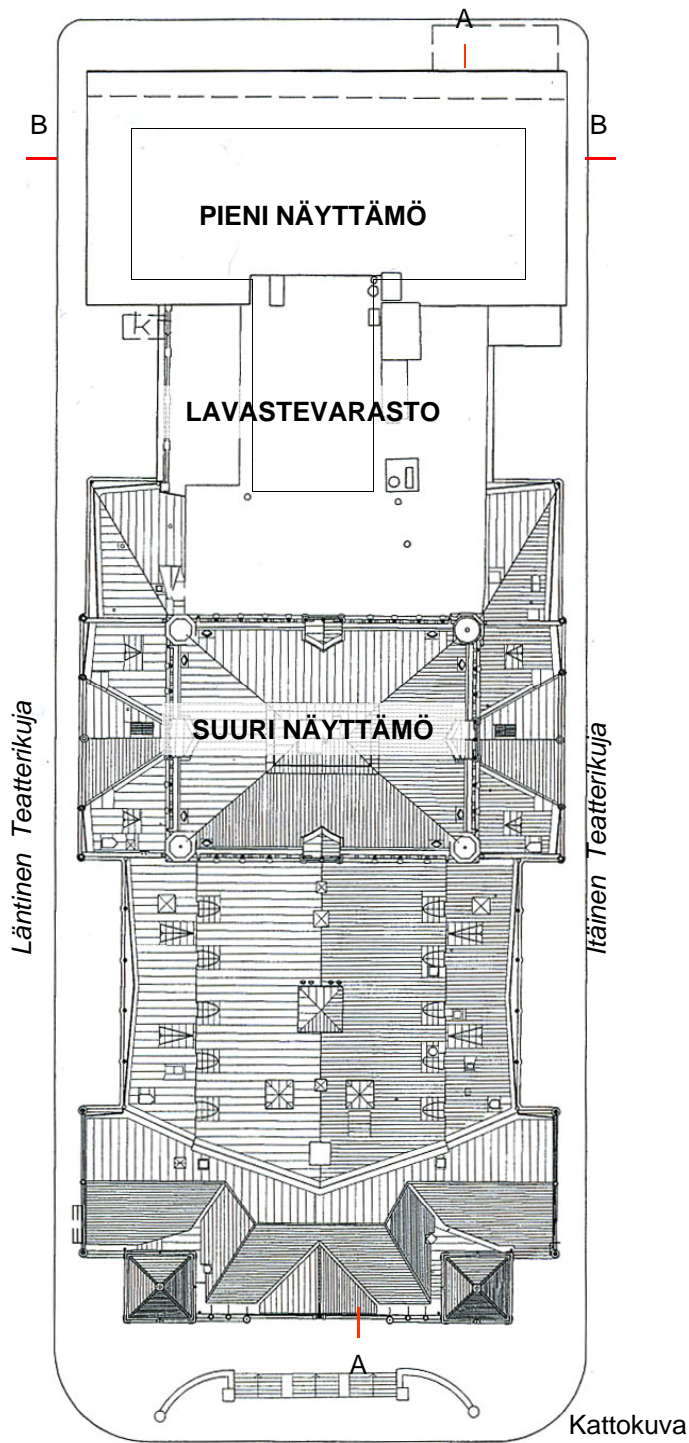 A
B
B
PIENI NÄYTTÄMÖ
LAVASTEVARASTO
SUURI NÄYTTÄMÖ
Läntinen Teatterikuja
Itäinen Teatterikuja
A
Kattokuva